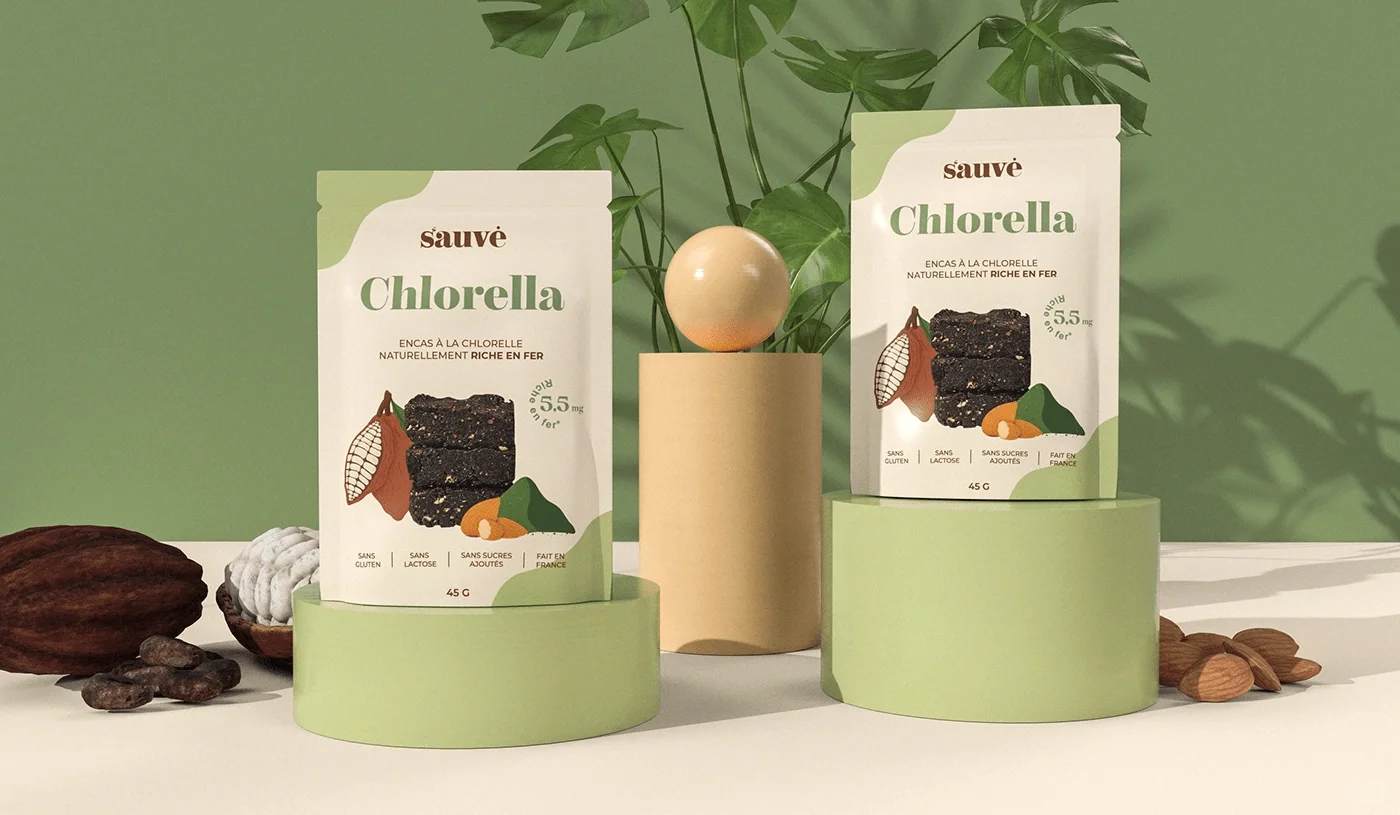 sauvé
Chlorella
ENCAS À LA CHLORELLE
NATURELLEMENT RICHE EN FER
Riche en fer*
5,5 mg
SANS
GLUTEN
SANS
LACTOSE
SANS SUCRES
AJOUTÉS
FAIT EN
FRANCE
45 G
sauvé
Chlorella
ENCAS À LA CHLORELLE
NATURELLEMENT RICHE EN FER
Riche en fer*
5,5 mg
SANS
GLUTEN
SANS
LACTOSE
SANS SUCRES
AJOUTÉS
FAIT EN
FRANCE
45 G